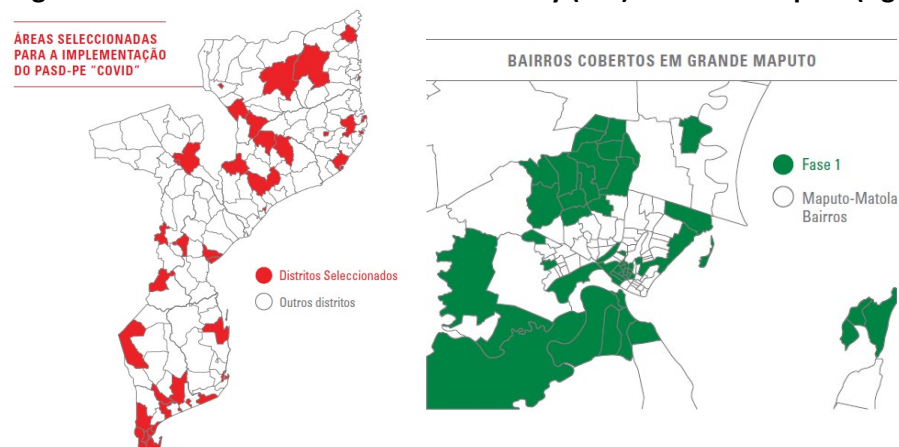 ÁREAS SELECCIONADAS
PARA A IMPLEMENTAÇÃO
DO PASD-PE “COVID”
Distritos Seleccionados
Outros distritos
BAIRROS COBERTOS EM GRANDE MAPUTO
Fase 1
Maputo-Matola
Bairros